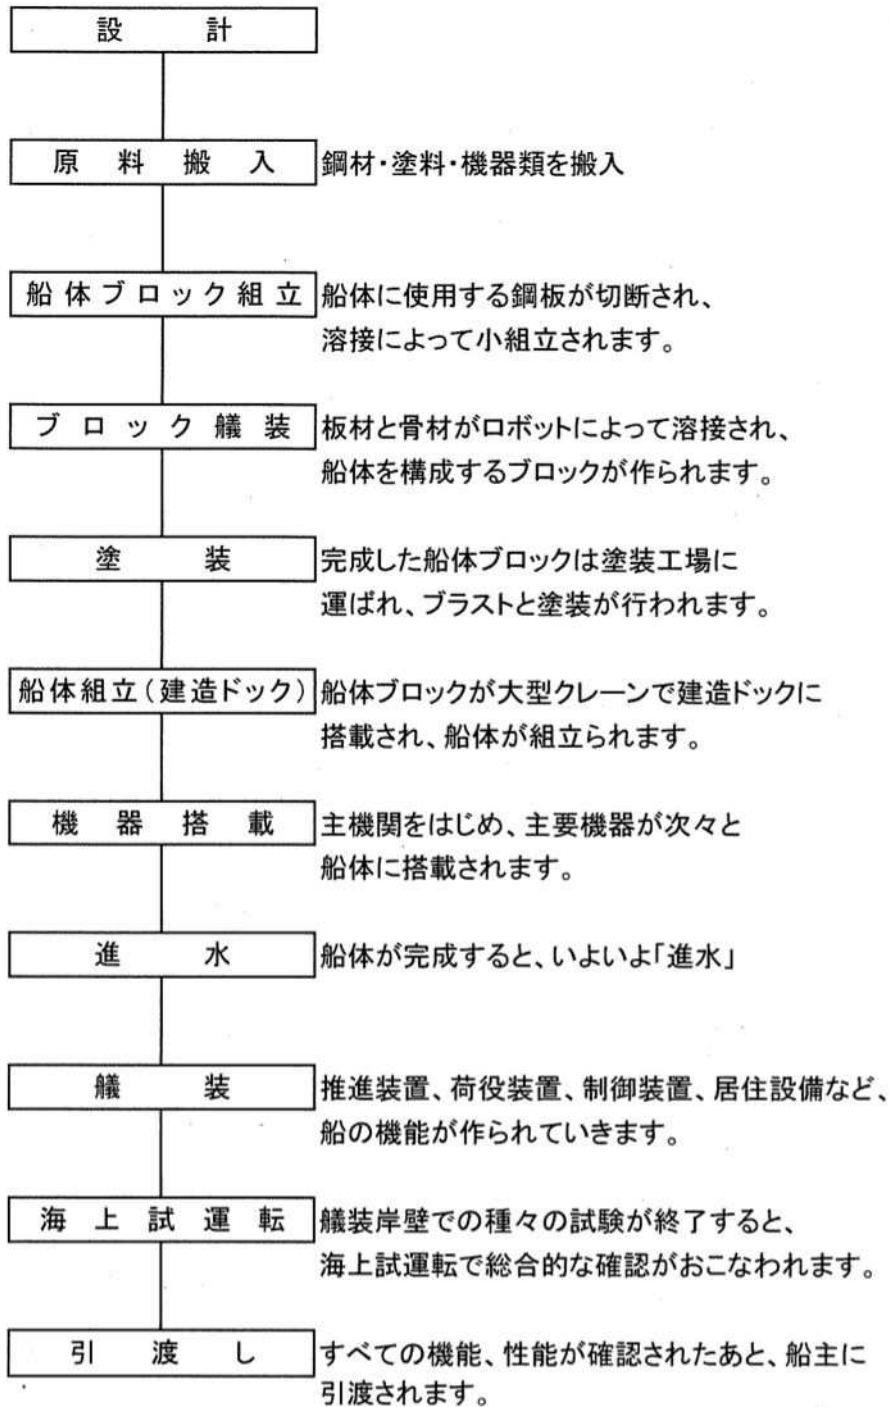 設計
原料搬入
鋼材・塗料・機器類を搬入
船体ブロック組立
船体に使用する鋼板が切断され、
溶接によって小組立されます。
ブロック艤装
板材と骨材がロボットによって溶接され、
船体を構成するブロックが作られます。
塗装
完成した船体ブロックは塗装工場に
運ばれ、ブラストと塗装が行われます。
船体組立(建造ドック)
船体ブロックが大型クレーンで建造ドックに
搭載され、船体が組立られます。
機器搭載
主機関をはじめ、主要機器が次々と
船体に搭載されます。
進水
船体が完成すると、いよいよ「進水」
艤装
推進装置、荷役装置、制御装置、居住設備など、
船の機能が作られていきます。
海上試運転
艤装岸壁での種々の試験が終了すると、
海上試運転で総合的な確認がおこなわれます。
引渡し
すべての機能、性能が確認されたあと、船主に
引渡されます。